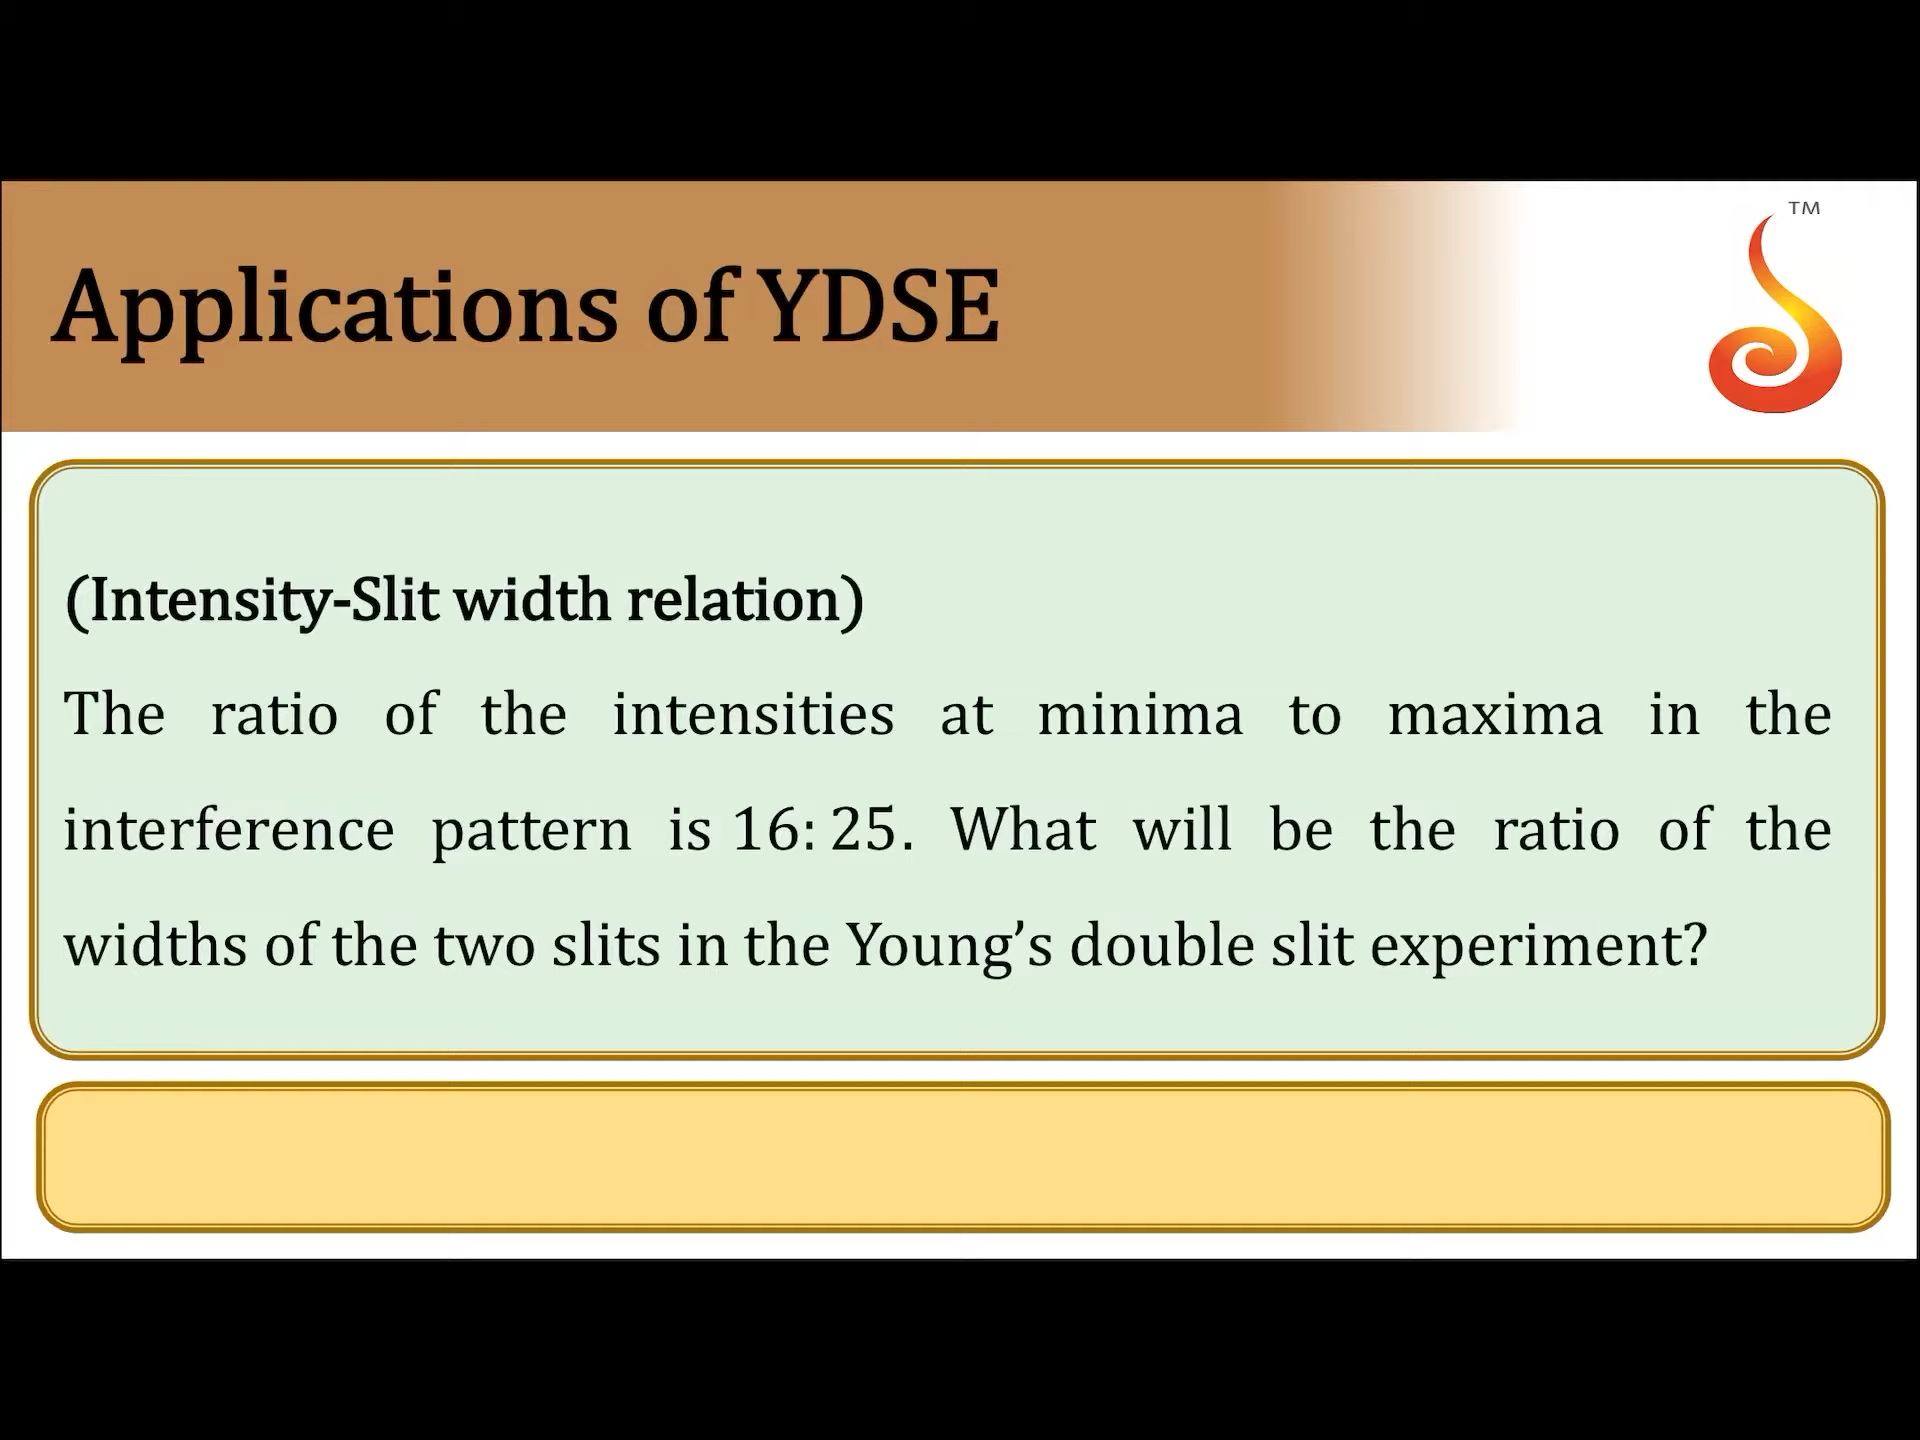 TM
Applications of YDSE
(Intensity-Slit width relation)
The ratio of the intensities at minima to maxima in the
interference pattern is 16: 25. What will be the ratio of the
widths of the two slits in the Young’s double slit experiment?